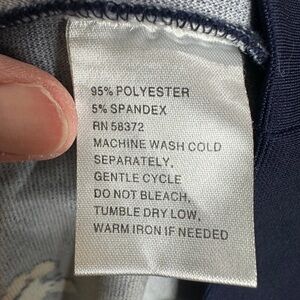 95% POLYESTER
5% SPANDEX
RN 58372
MACHINE WASH COLD
SEPARATELY.
GENTLE CYCLE
DO NOT BLEACH,
TUMBLE DRY LOW,
WARM IRON IF NEEDED